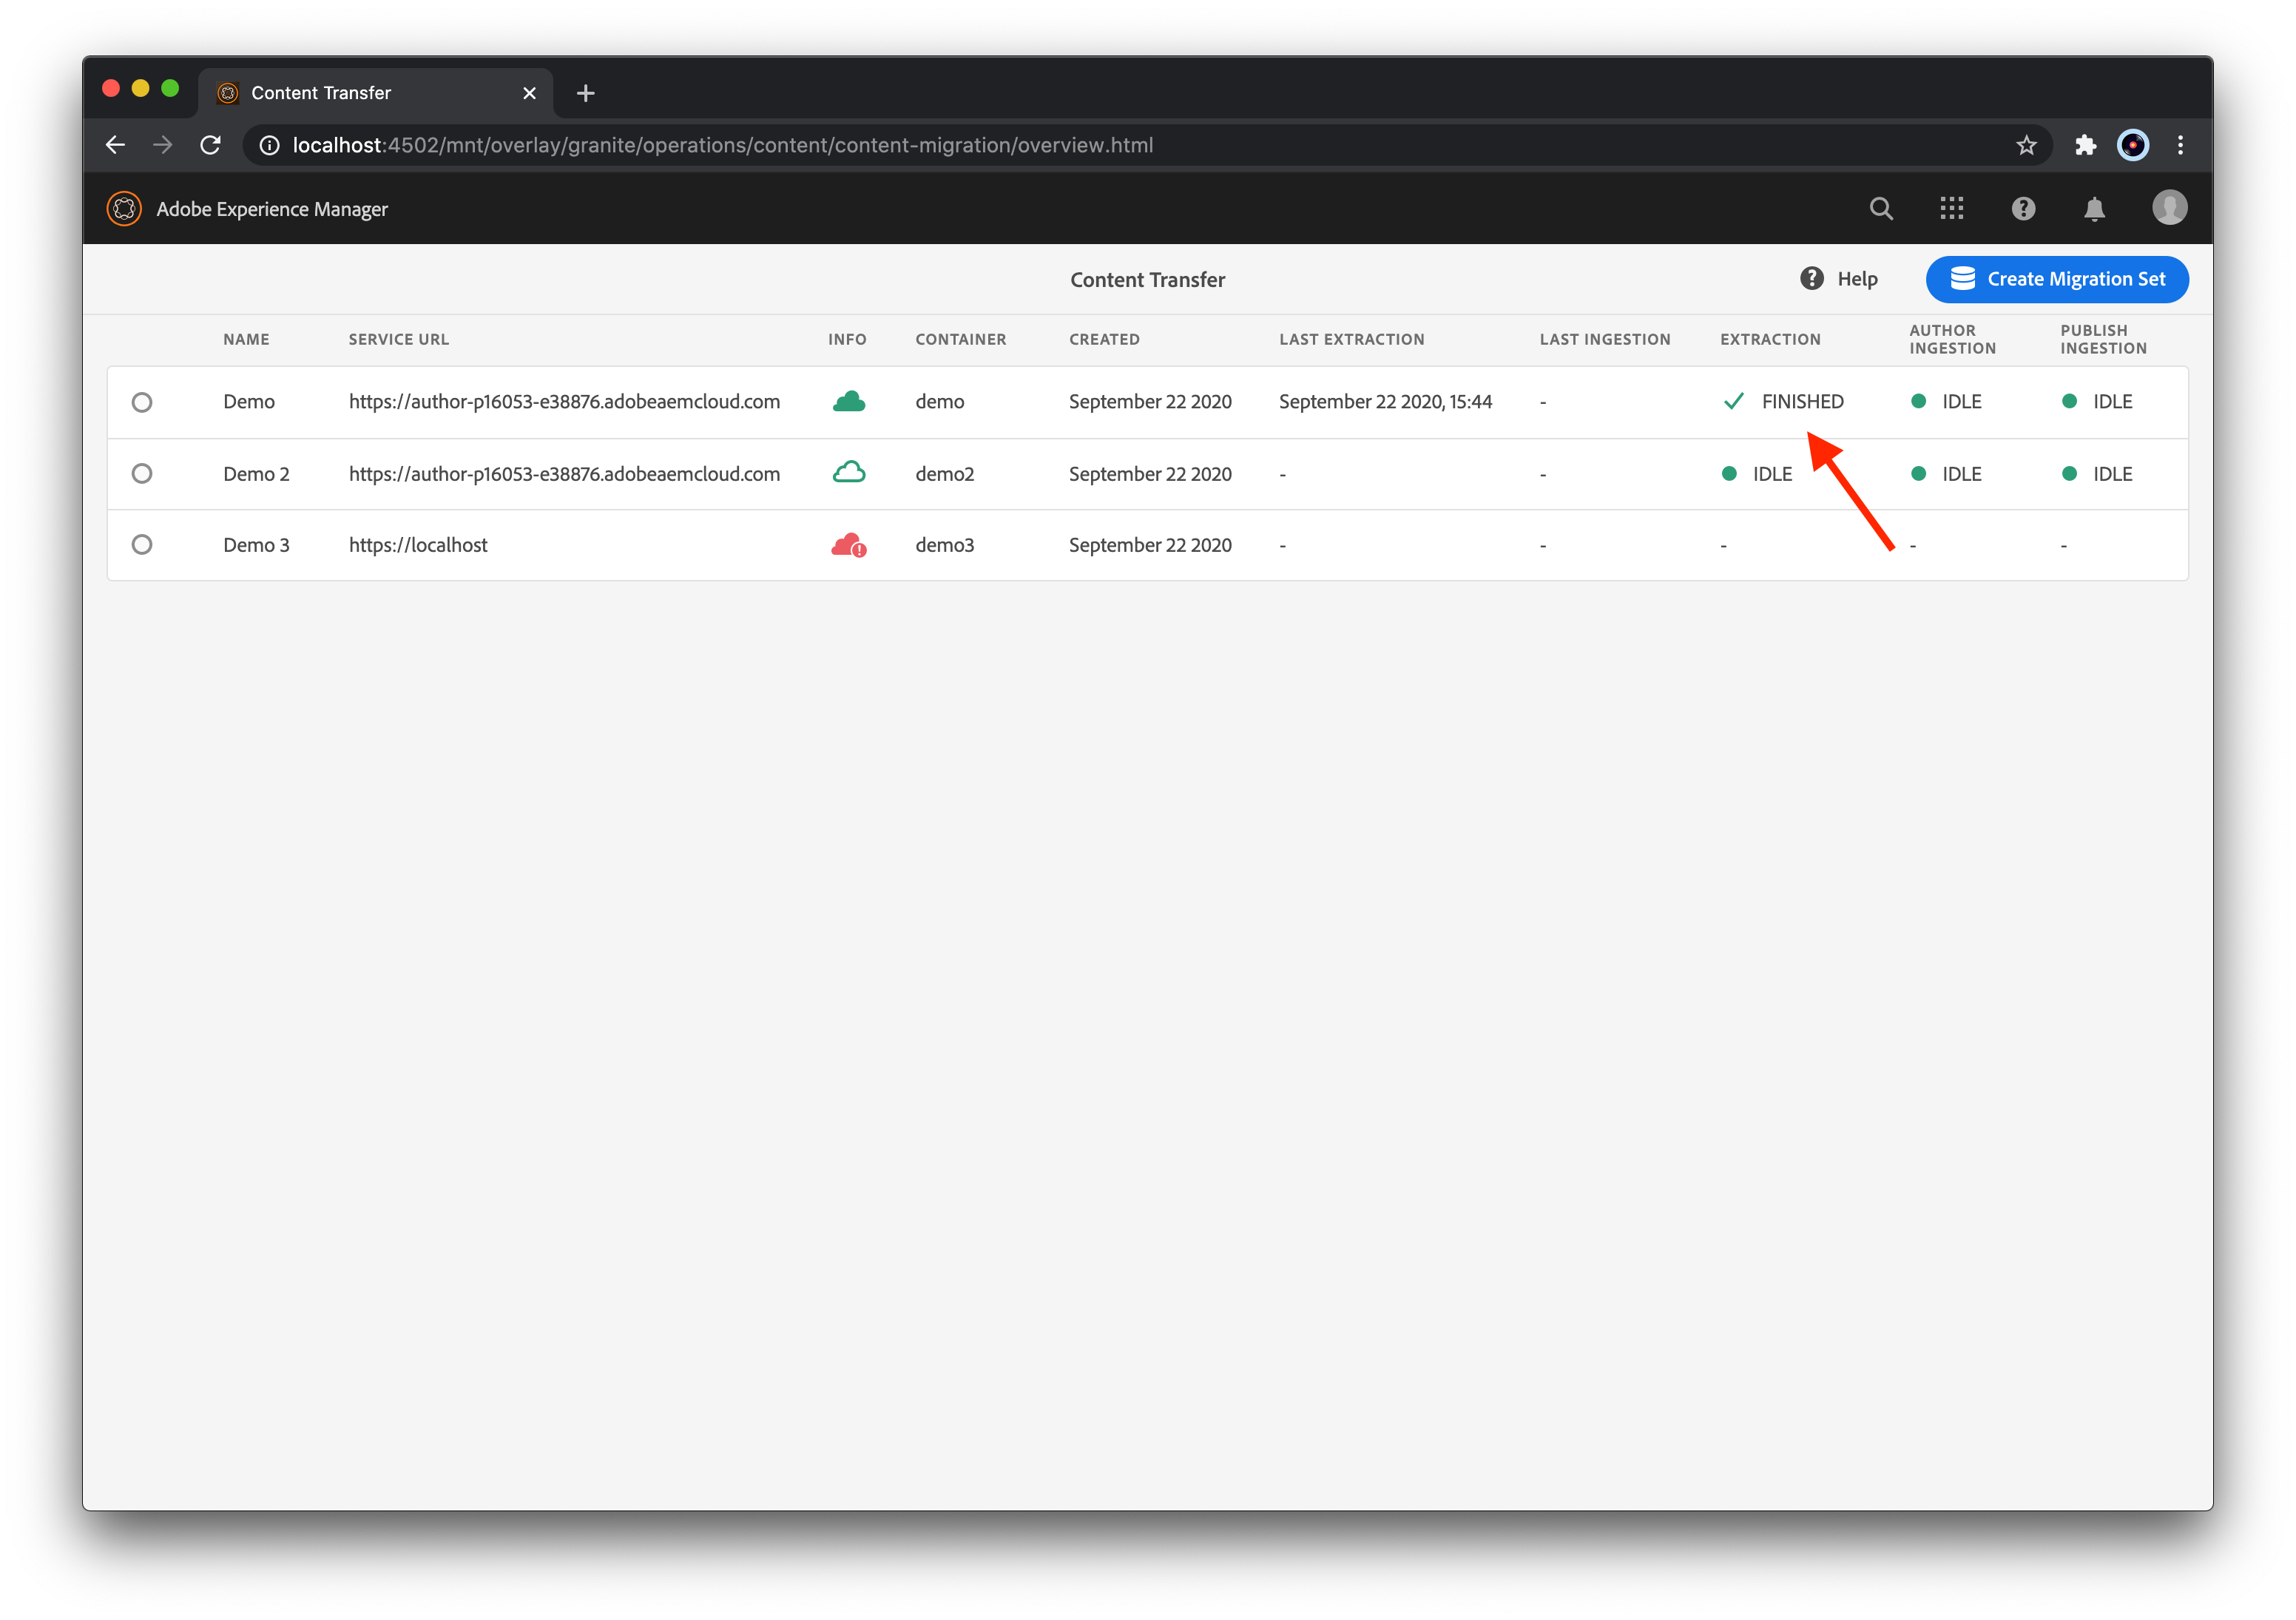 Content Transfer
localhost:4502/mnt/overlay/granite/operations/content/content-migration/overview.html
Adobe Experience Manager
Content Transfer Help Create Migration Set
NAME SERVICE URL INFO CONTAINER CREATED LAST EXTRACTION LAST INGESTION EXTRACTION AUTHOR INGESTION PUBLISH INGESTION
Demo https://author-p16053-e38876.adobeaemcloud.com demo September 22 2020 September 22 2020, 15:44 - FINISHED IDLE IDLE
Demo 2 https://author-p16053-e38876.adobeaemcloud.com demo2 September 22 2020 - - IDLE IDLE IDLE
Demo 3 https://localhost demo3 September 22 2020 - - - - -